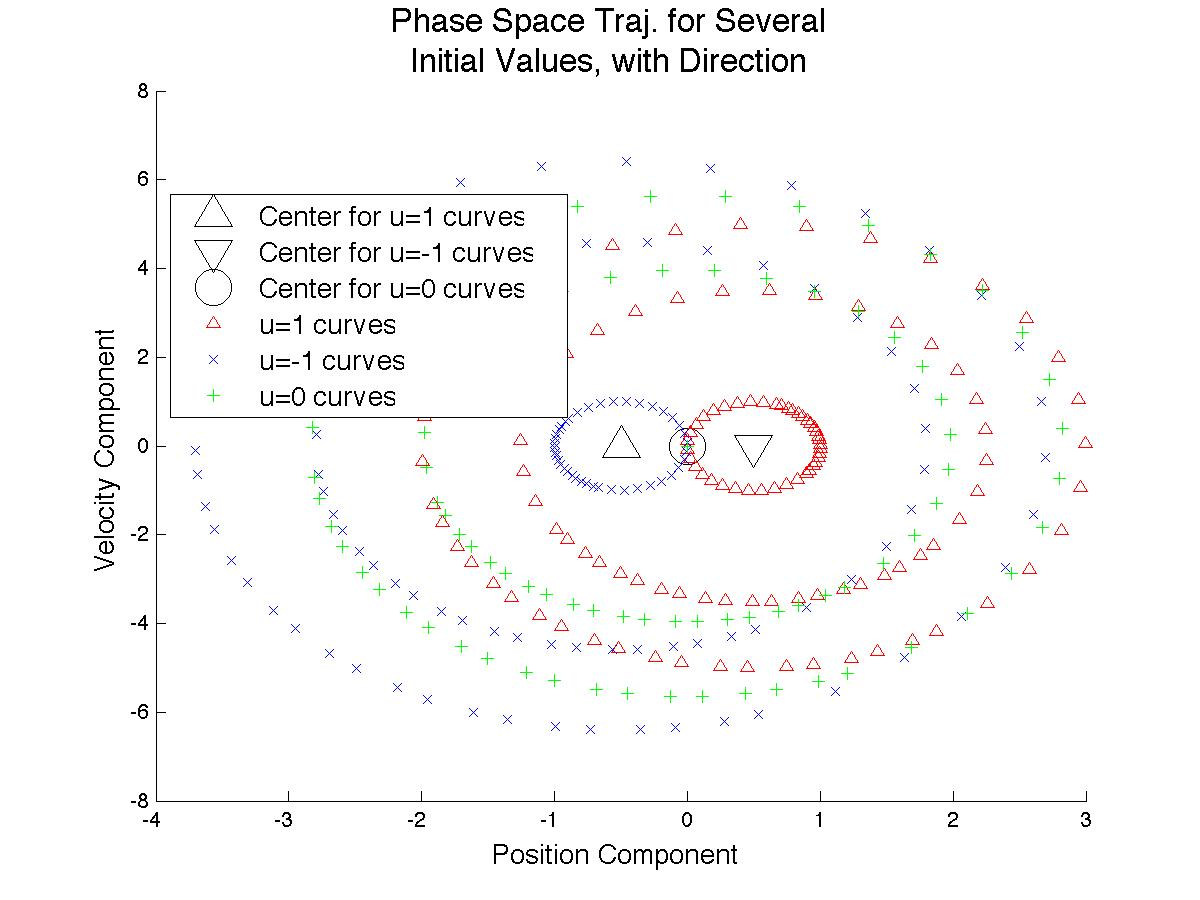 Phase Space Traj. for Several
Initial Values, with Direction
8
6
4
2
0
-2
-4
-6
-8
Velocity Component
Center for u=1 curves
Center for u=-1 curves
Center for u=0 curves
u=1 curves
u=-1 curves
u=0 curves
-4 -3 -2 -1 0 1 2 3
Position Component